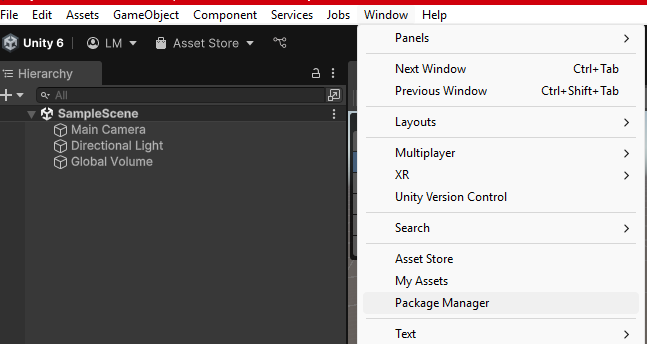 File Edit Assets GameObject Component Services Jobs Window Help
Unity 6 LM Asset Store
Hierarchy
All
SampleScene
Main Camera
Directional Light
Global Volume
Panels
Next Window Ctrl+Tab
Previous Window Ctrl+Shift+Tab
Layouts
Multiplayer
XR
Unity Version Control
Search
Asset Store
My Assets
Package Manager
Text